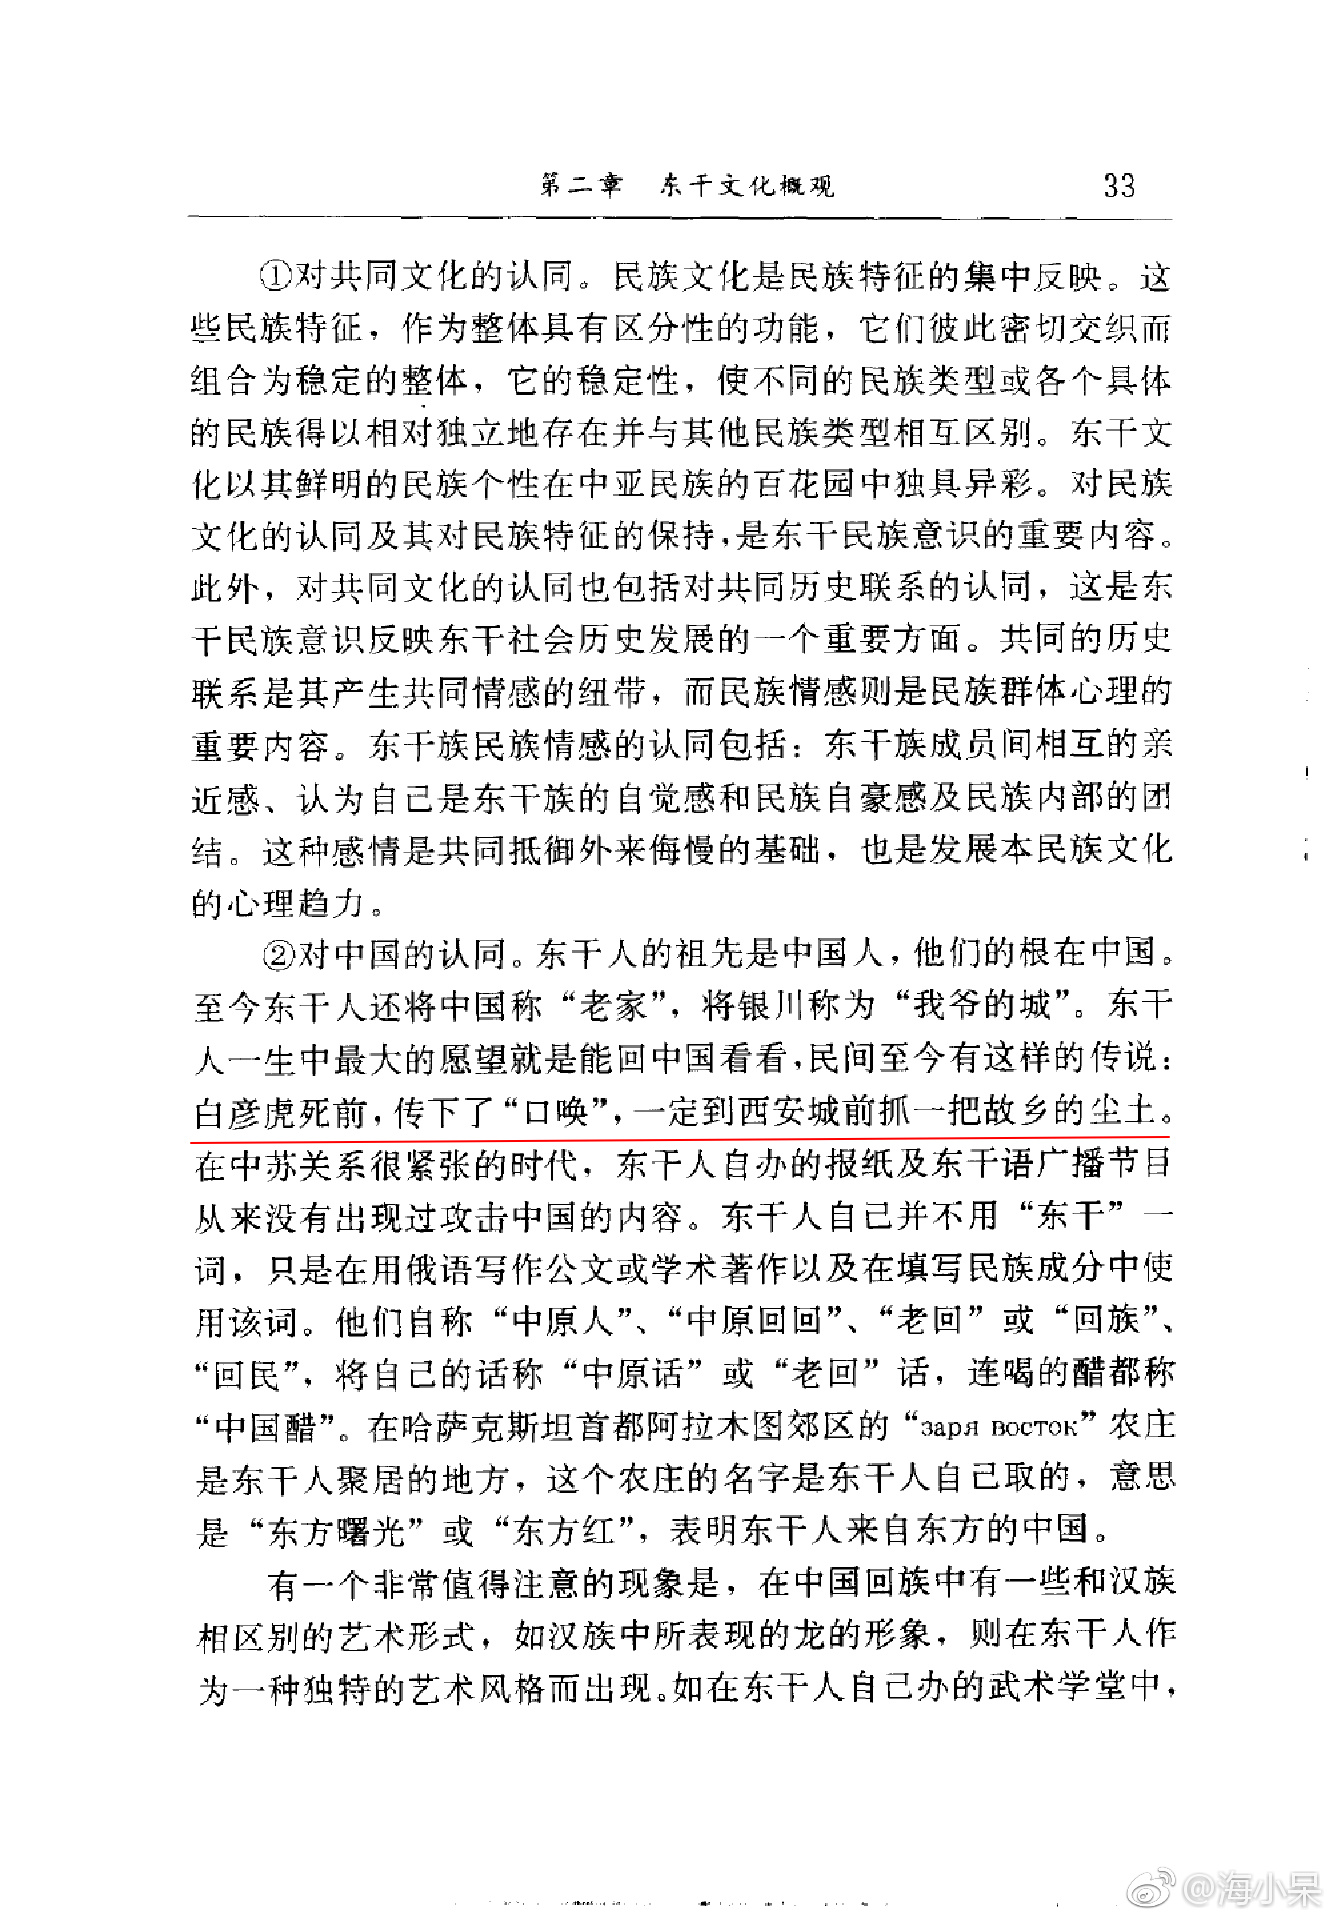 第二章 东干文化概观 33
①对共同文化的认同。民族文化是民族特征的集中反映。这
些民族特征，作为整体具有区分性的功能，它们彼此密切交织而
组合为稳定的整体，它的稳定性，使不同的民族类型或各个具体
的民族得以相对独立地存在并与其他民族类型相互区别。东干文
化以其鲜明的民族个性在中亚民族的百花园中独具异彩。对民族
文化的认同及其对民族特征的保持，是东干民族意识的重要内容。
此外，对共同文化的认同也包括对共同历史联系的认同，这是东
干民族意识反映东干社会历史发展的一个重要方面。共同的历史
联系是其产生共同情感的纽带，而民族情感则是民族群体心理的
重要内容。东干族民族情感的认同包括：东干族成员间相互的亲
近感、认为自己是东干族的自觉感和民族自豪感及民族内部的团
结。这种感情是共同抵御外来侮慢的基础，也是发展本民族文化
的心理趋力。
②对中国的认同。东干人的祖先是中国人，他们的根在中国。
至今东干人还将中国称“老家”，将银川称为“我爷的城”。东干
人一生中最大的愿望就是能回中国看看，民间至今有这样的传说：
白彦虎死前，传下了“口唤”，一定到西安城前抓一把故乡的尘土。
在中苏关系很紧张的时代，东干人自办的报纸及东干语广播节目
从来没有出现过攻击中国的内容。东干人自己并不用“东干”一
词，只是在用俄语写作公文或学术著作以及在填写民族成分中使
用该词。他们自称“中原人”、“中原回回”、“老回”或“回族”、
“回民”，将自己的话称“中原话”或“老回”话，连喝的醋都称
“中国醋”。在哈萨克斯坦首都阿拉木图郊区的“заря восток”农庄
是东干人聚居的地方，这个农庄的名字是东干人自己取的，意思
是“东方曙光”或“东方红”，表明东干人来自东方的中国。
有一个非常值得注意的现象是，在中国回族中有一些和汉族
相区别的艺术形式，如汉族中所表现的龙的形象，则在东干人作
为一种独特的艺术风格而出现。如在东干人自己办的武术学堂中，
@海小呆